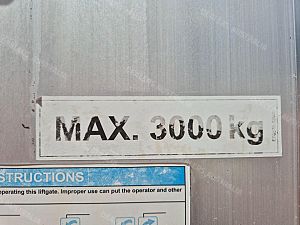 MAX. 3000 kg
STRUCTIONS
operating this liftgate. Improper use can put the operator and other